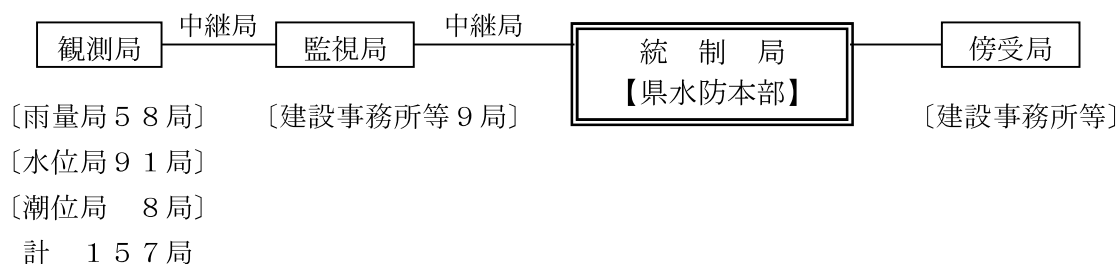 中継局 中継局
観測局 監視局 統 制 局 傍受局
【県水防本部】
〔雨量局５８局〕 〔建設事務所等９局〕 〔建設事務所等〕
〔水位局９１局〕
〔潮位局　８局〕
計　１５７局